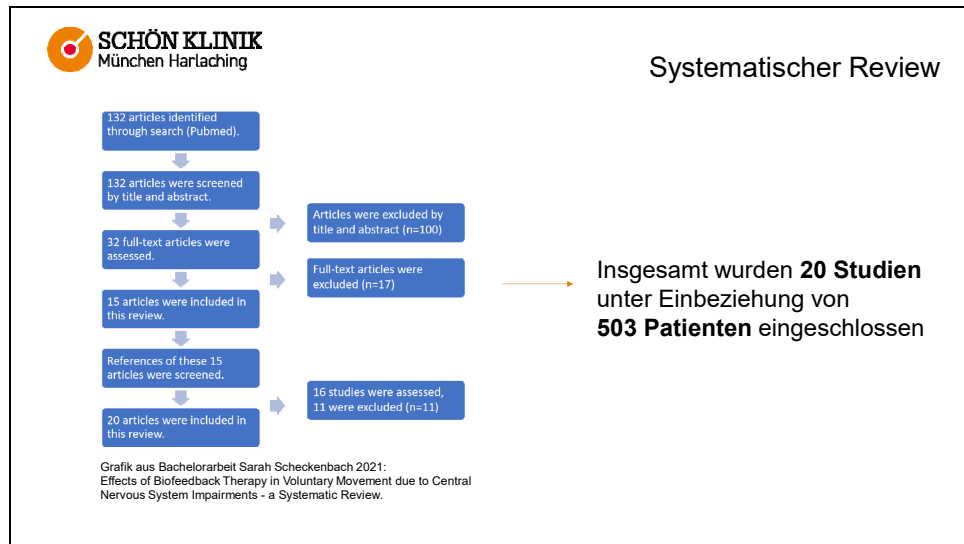 SCHÖN KLINIK
München Harlaching
Systematischer Review
132 articles identified
through search (Pubmed).
132 articles were screened
by title and abstract.
Articles were excluded by
title and abstract (n=100)
32 full-text articles were
assessed.
Full-text articles were
excluded (n=17)
15 articles were included in
this review.
References of these 15
articles were screened.
16 studies were assessed,
11 were excluded (n=11)
20 articles were included in
this review.
Insgesamt wurden 20 Studien
unter Einbeziehung von
503 Patienten eingeschlossen
Grafik aus Bachelorarbeit Sarah Scheckenbach 2021:
Effects of Biofeedback Therapy in Voluntary Movement due to Central
Nervous System Impairments - a Systematic Review.